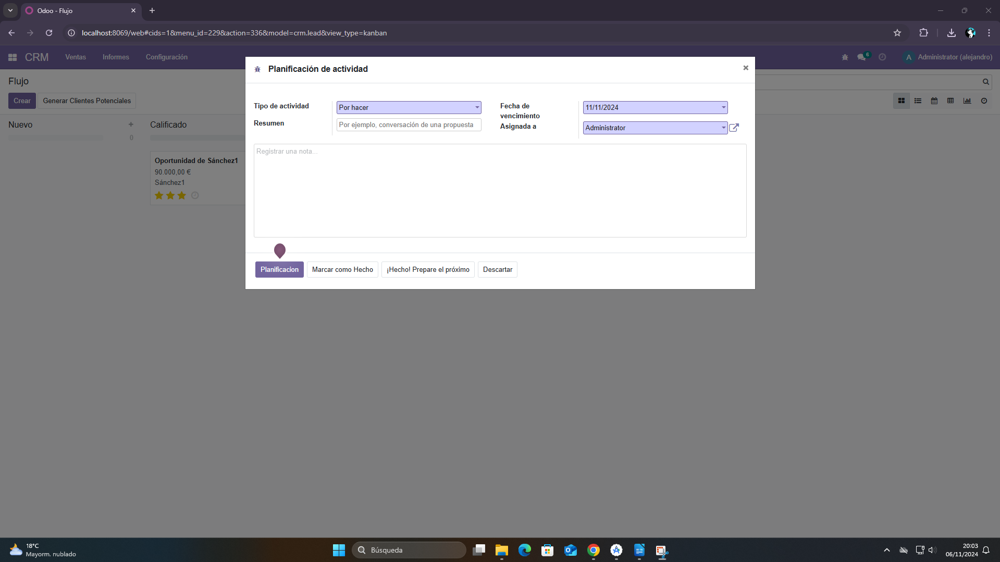 Odoo - Flujo
localhost:8069/web#cids=1&menu_id=229&action=336&model=crm.lead&view_type=kanban
CRM Ventas Informes Configuración
6
A Administrator (alejandro)
Planificación de actividad
Flujo
Crear Generar Clientes Potenciales
Tipo de actividad Por hacer
Fecha de vencimiento 11/11/2024
Resumen Por ejemplo, conversación de una propuesta
Asignada a Administrator
Nuevo + Calificado
0
Oportunidad de Sánchez1
90.000,00 €
Sánchez1
Registrar una nota...
Planificacion Marcar como Hecho ¡Hecho! Prepare el próximo Descartar
18°C
Mayorm. nublado
Búsqueda
20:03
06/11/2024